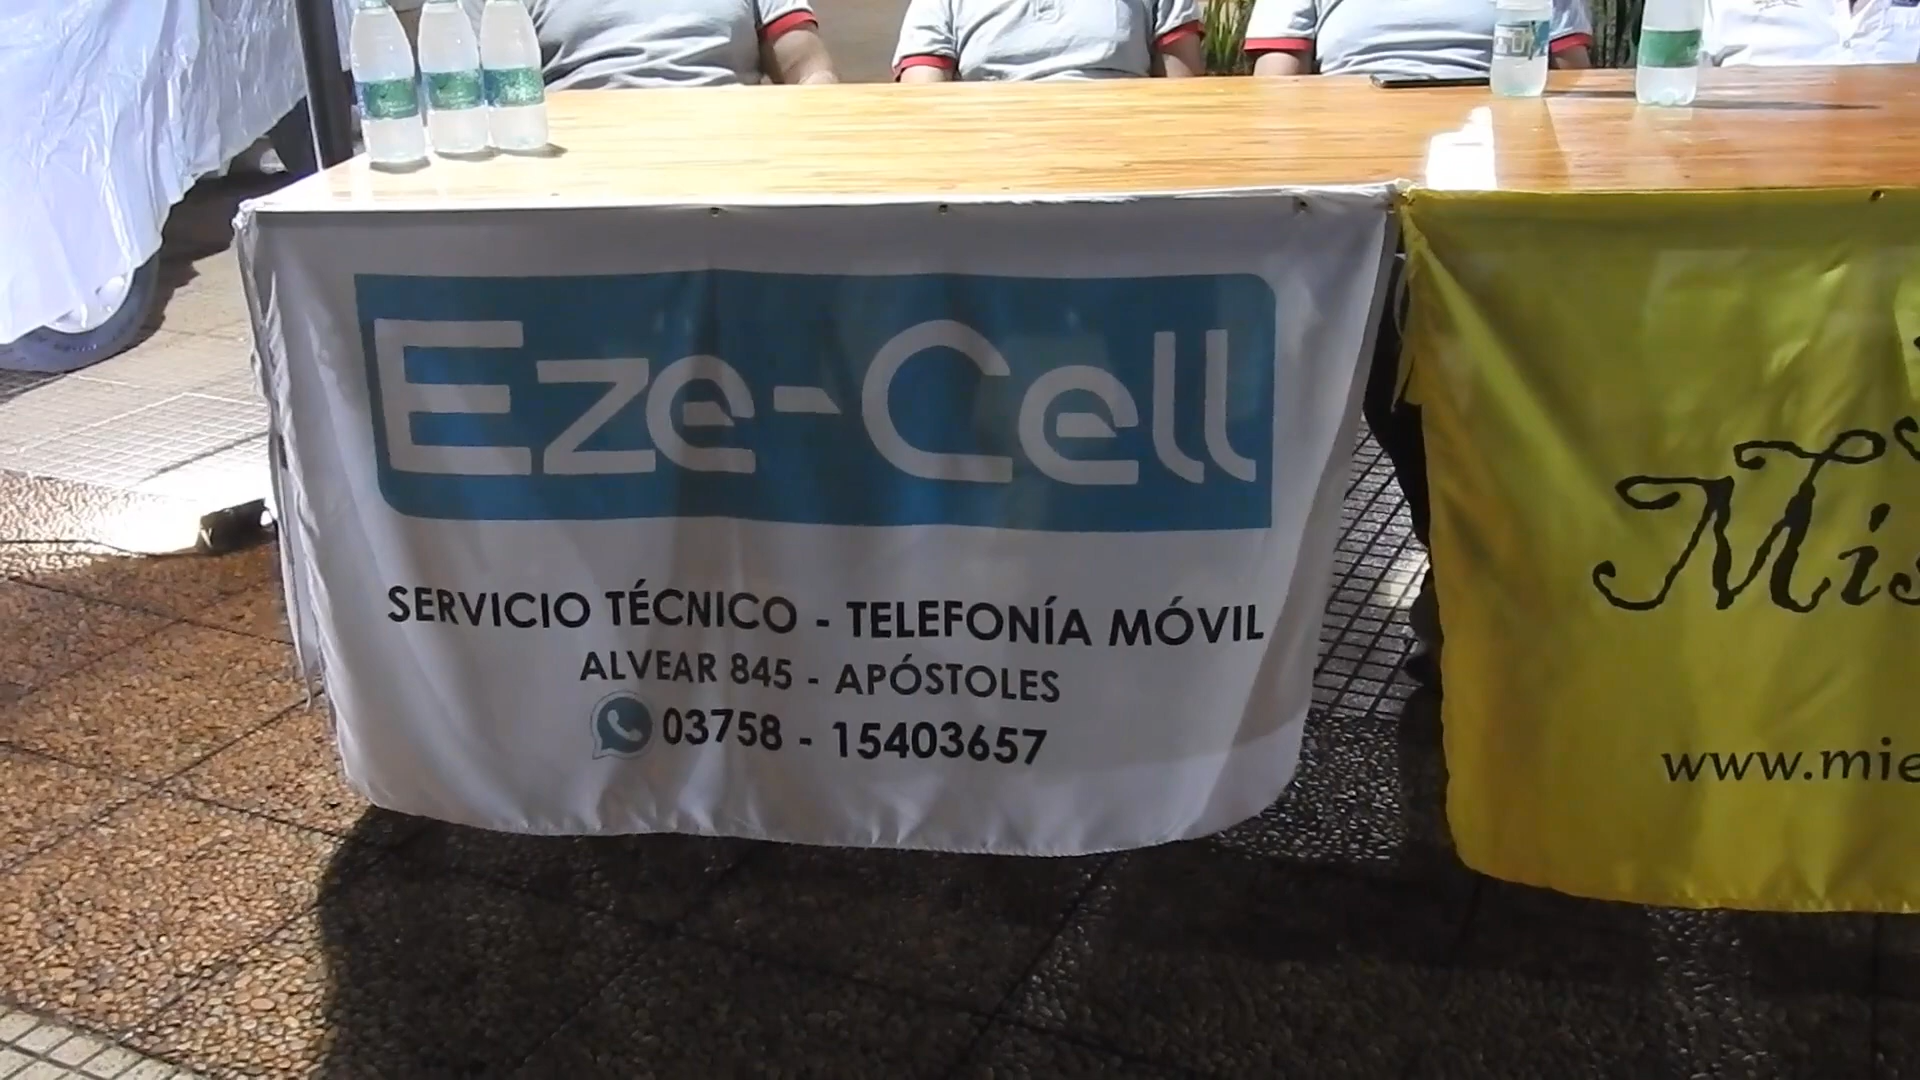 Eze-Cell
SERVICIO TÉCNICO - TELEFONÍA MÓVIL
ALVEAR 845 - APÓSTOLES
03758 - 15403657
Mis
www.mie